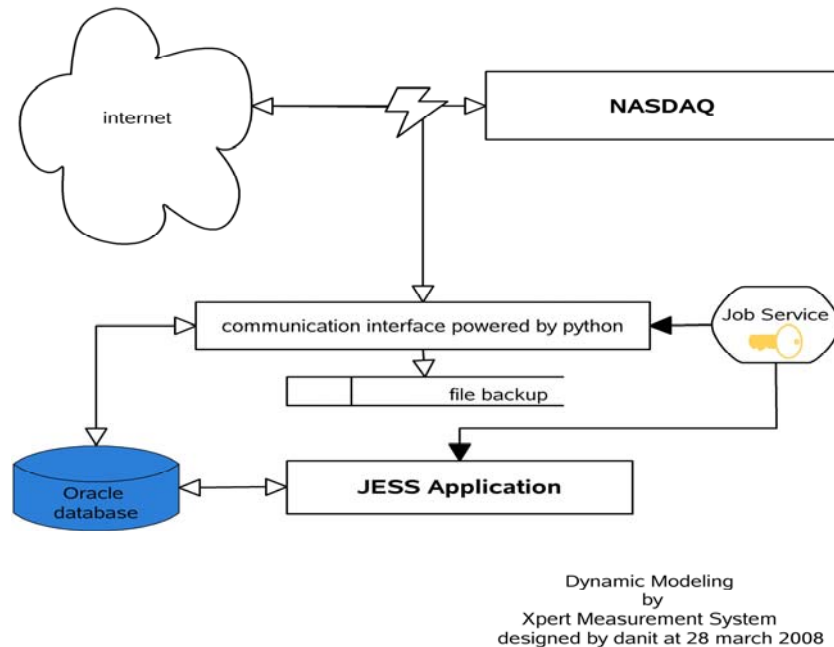 internet
NASDAQ
communication interface powered by python
Job Service
file backup
Oracle
database
JESS Application
Dynamic Modeling
by
Xpert Measurement System
designed by danit at 28 march 2008